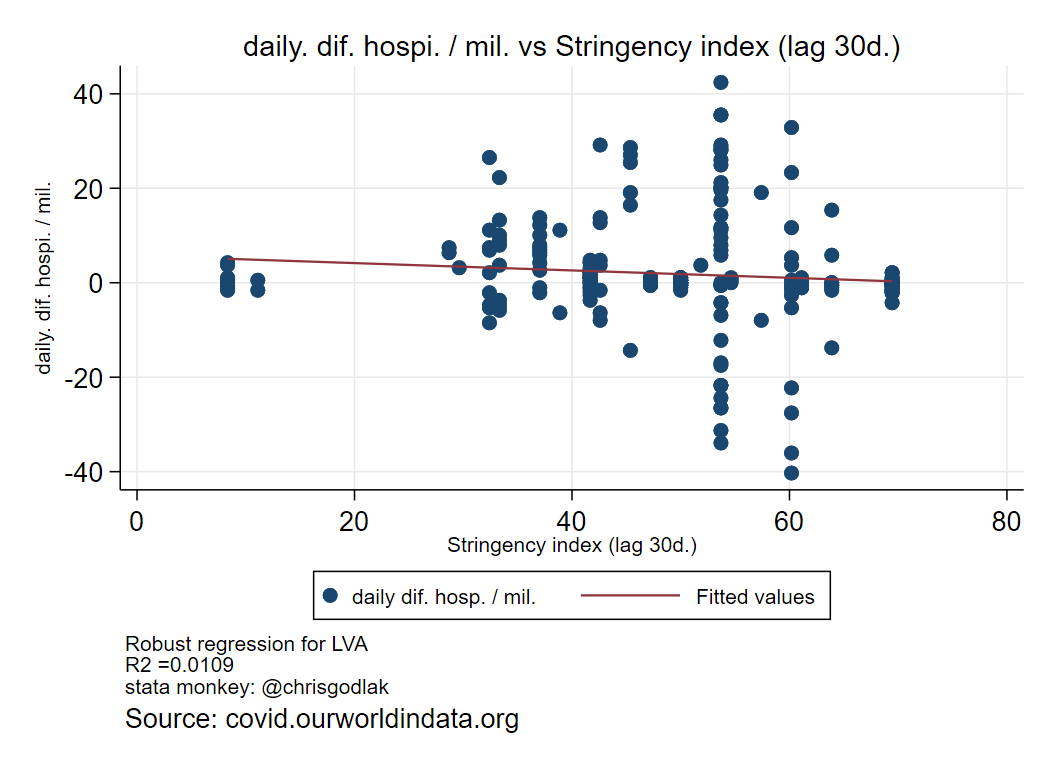 daily. dif. hospi. / mil. vs Stringency index (lag 30d.)
daily. dif. hospi. / mil.
40
20
0
-20
-40
0 20 40 60 80
Stringency index (lag 30d.)
daily dif. hosp. / mil. Fitted values
Robust regression for LVA
R2 =0.0109
stata monkey: @chrisgodlak
Source: covid.ourworldindata.org